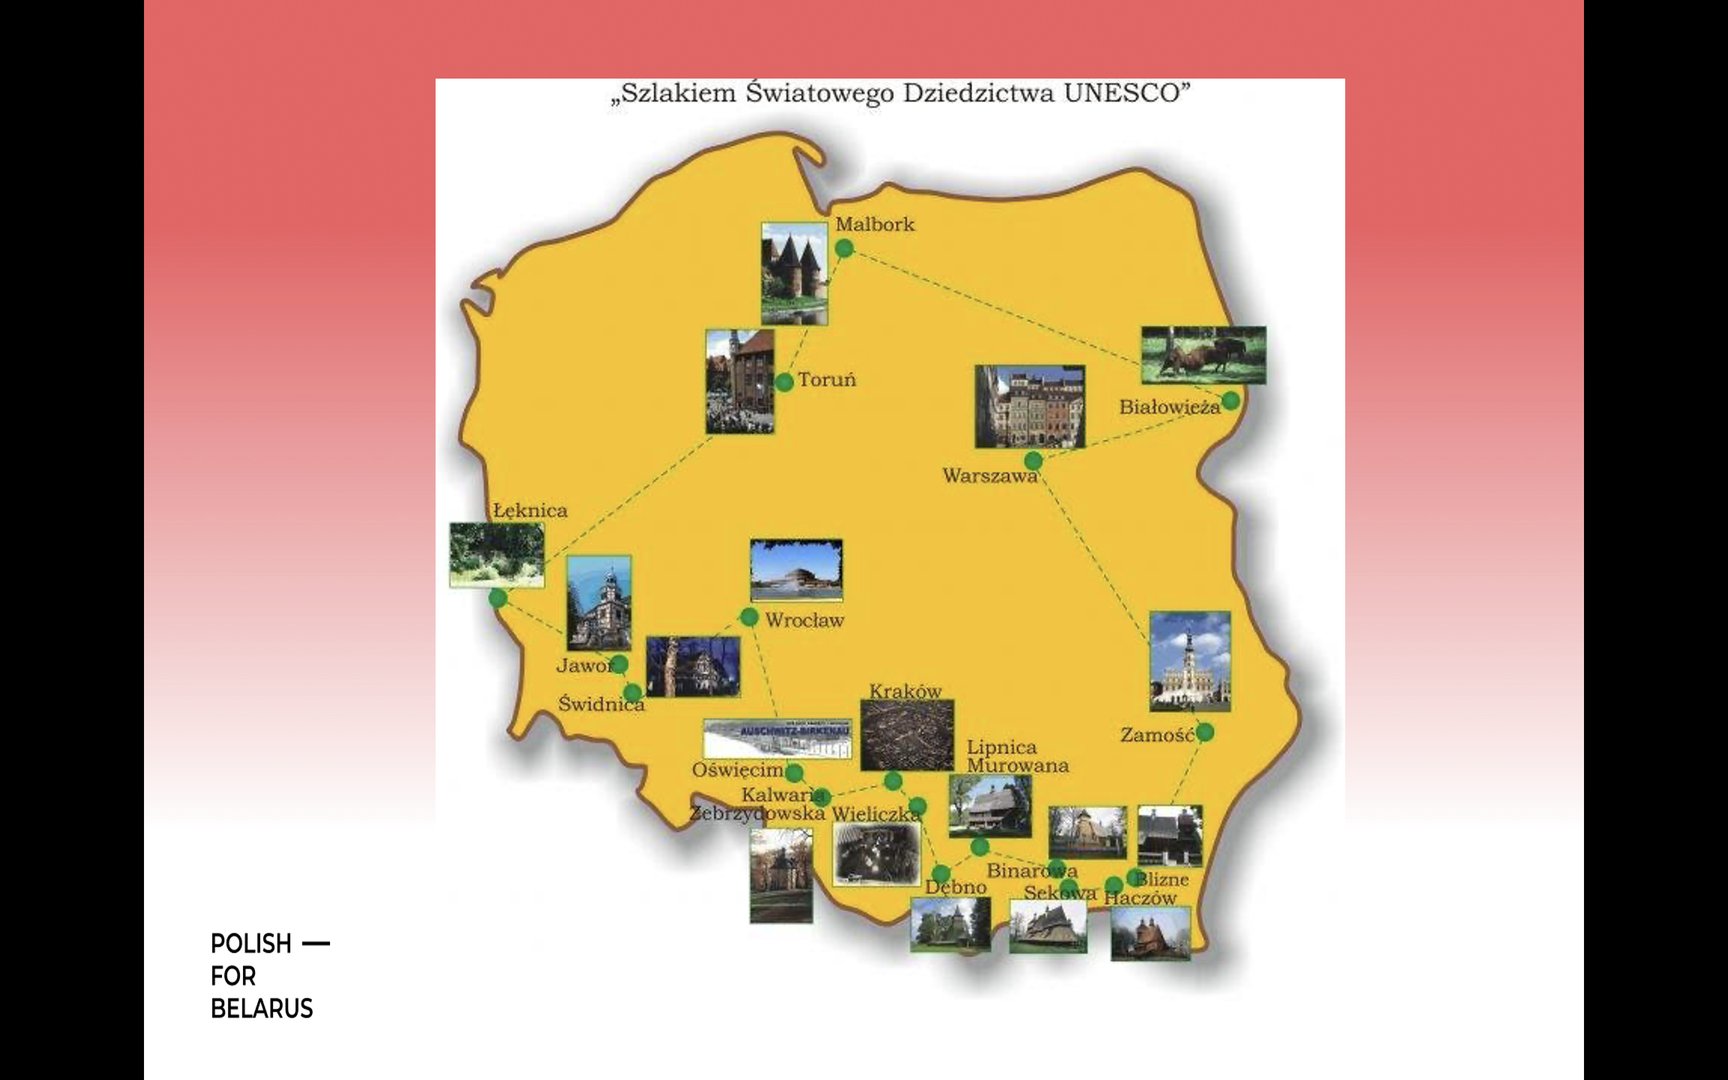 „Szlakiem Światowego Dziedzictwa UNESCO”
Malbork
Toruń
Białowieża
Warszawa
Łęknica
Wrocław
Jawor
Świdnica
Kraków
AUSCHWITZ-BIRKENAU
Lipnica
Murowana
Zamość
Oświęcim
Kalwaria
Zebrzydowska
Wieliczka
Binarowa
Dębno
Sękowa
Blizne
Haczów
POLISH —
FOR
BELARUS